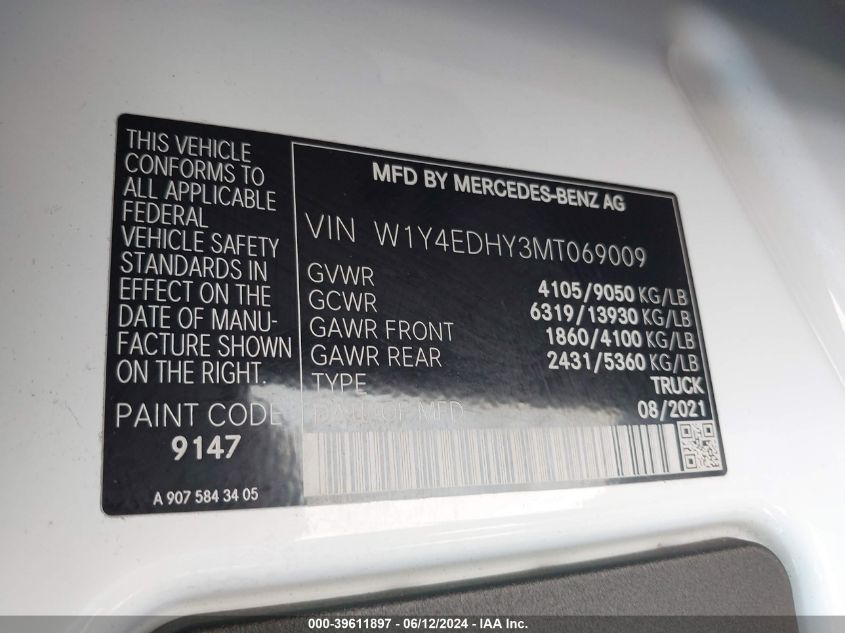 THIS VEHICLE
CONFORMS TO
ALL APPLICABLE
FEDERAL
VEHICLE SAFETY
STANDARDS IN
EFFECT ON THE
DATE OF MANU-
FACTURE SHOWN
ON THE RIGHT.
PAINT CODE
9147
A 907 584 34 05
MFD BY MERCEDES-BENZ AG
VIN W1Y4EDHY3MT069009
GVWR 4105/9050 KG/LB
GCWR 6319/13930 KG/LB
GAWR FRONT 1860/4100 KG/LB
GAWR REAR 2431/5360 KG/LB
TYPE TRUCK
DATE OF MFD 08/2021
000-39611897 - 06/12/2024 - IAA Inc.